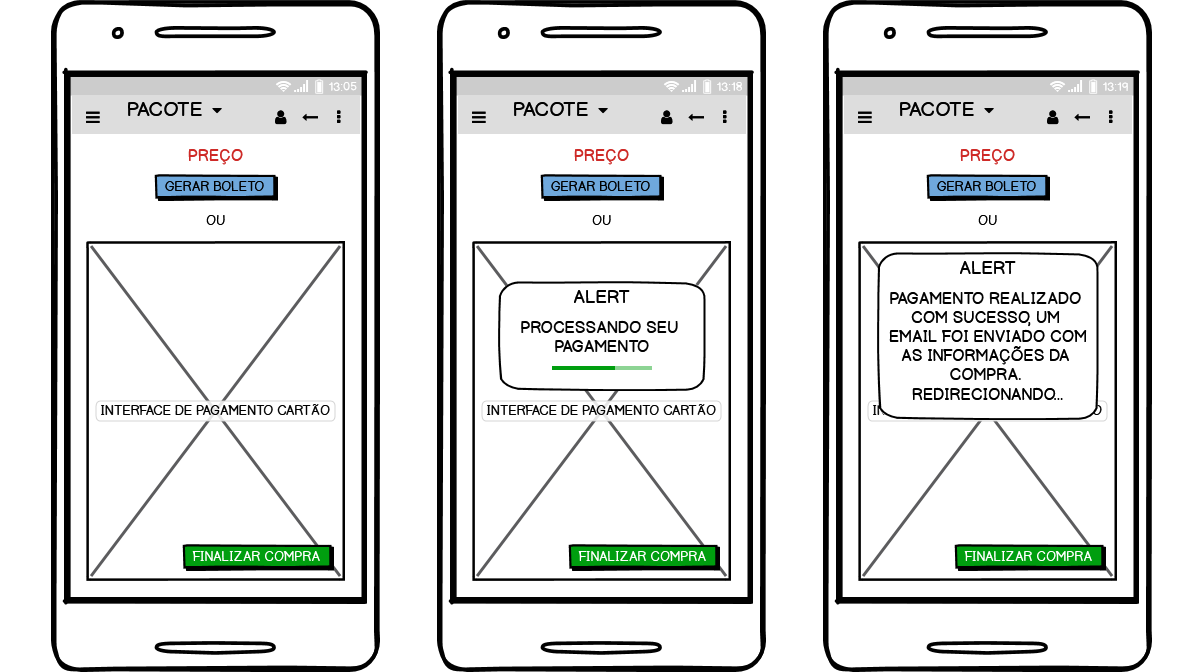 13:05
PACOTE
PREÇO
GERAR BOLETO
OU
INTERFACE DE PAGAMENTO CARTÃO
FINALIZAR COMPRA
13:18
PACOTE
PREÇO
GERAR BOLETO
OU
ALERT
PROCESSANDO SEU
PAGAMENTO
INTERFACE DE PAGAMENTO CARTÃO
FINALIZAR COMPRA
13:19
PACOTE
PREÇO
GERAR BOLETO
OU
ALERT
PAGAMENTO REALIZADO
COM SUCESSO, UM
EMAIL FOI ENVIADO COM
AS INFORMAÇÕES DA
COMPRA.
REDIRECIONANDO...
FINALIZAR COMPRA